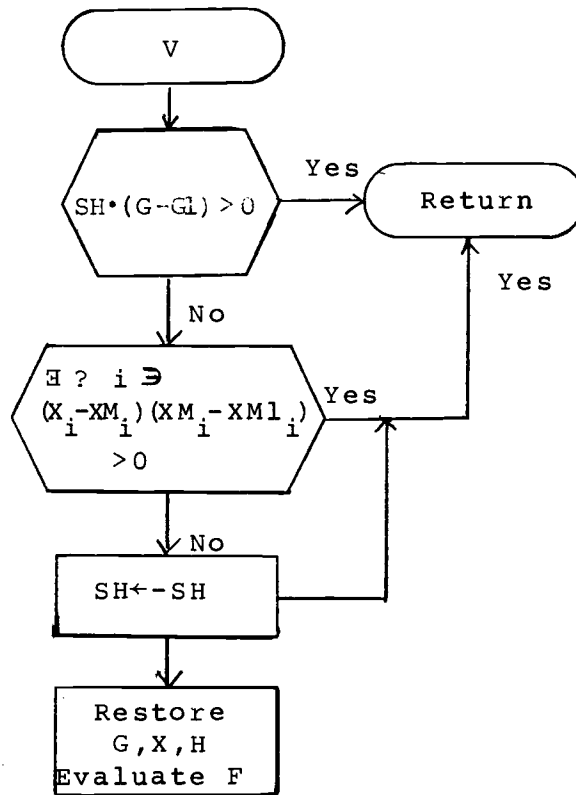 V
SH•(G-G1)>0
Yes
Return
Yes
No
∃ ? i ∋
(X_i-XM_i)(XM_i-XM1_i)
>0
Yes
No
SH←-SH
Restore
G,X,H
Evaluate F